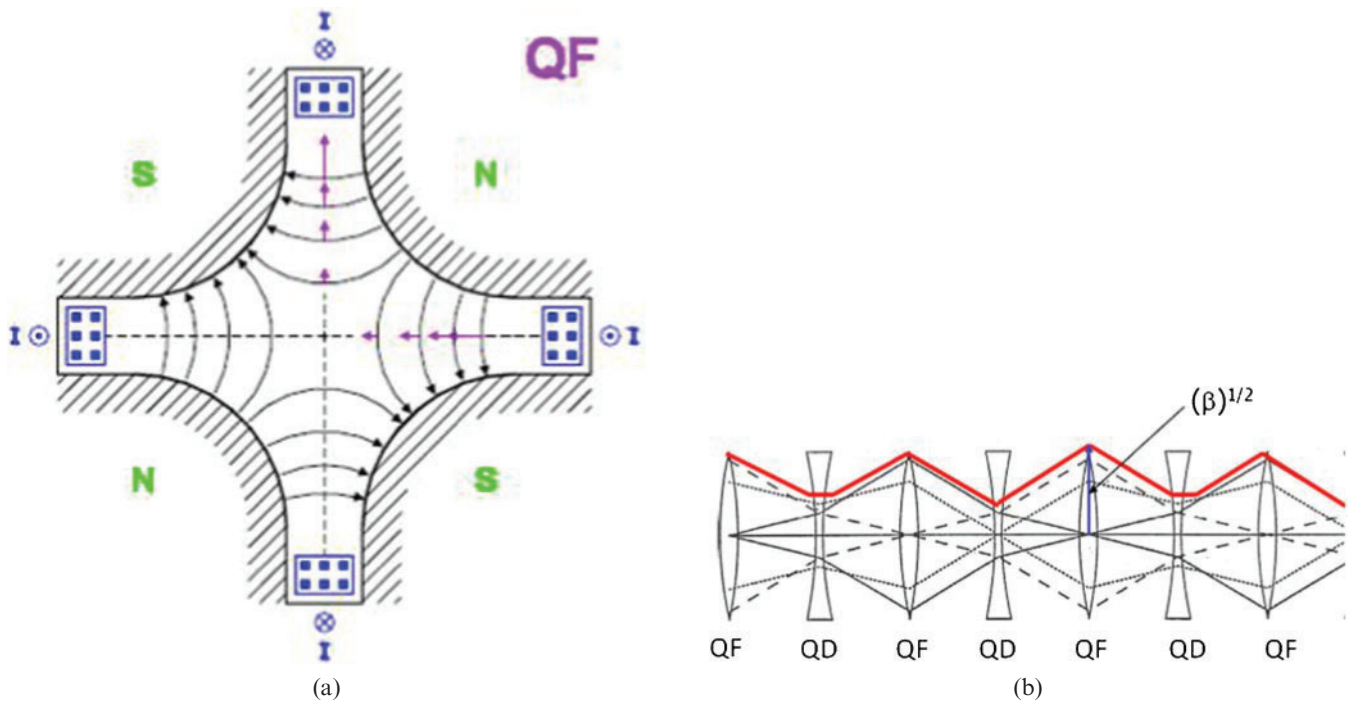 I
⊗
QF
S
N
I ⊙
⊙ I
N
S
⊗
I
(β)1/2
QF QD QF QD QF QD QF
(a)
(b)